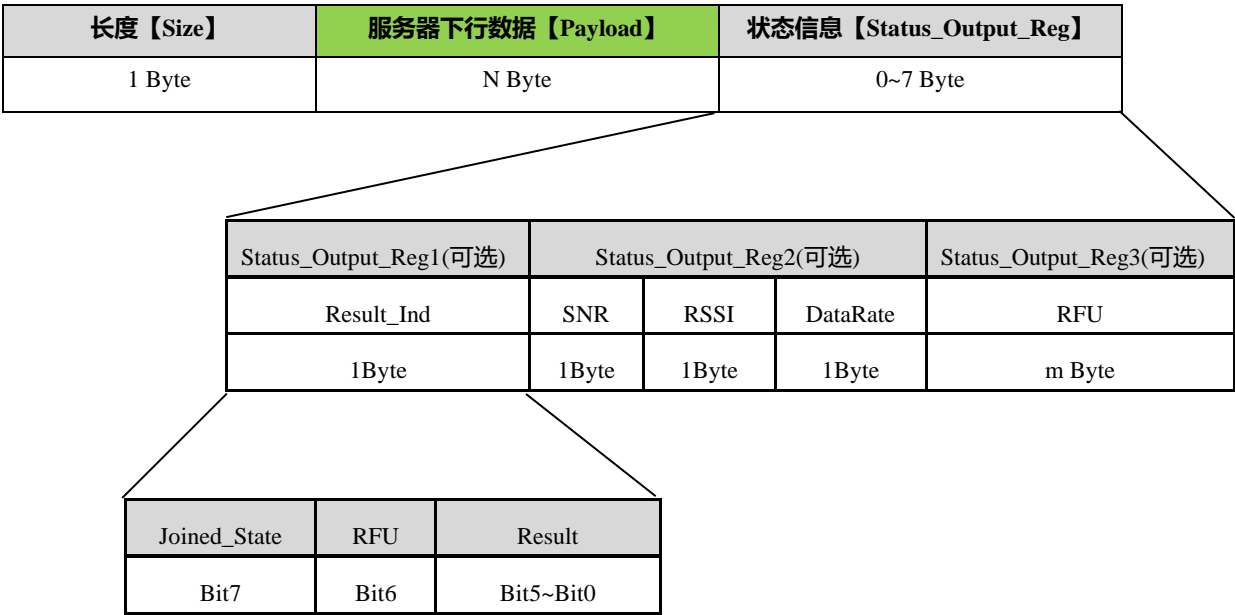 长度【Size】 服务器下行数据【Payload】 状态信息【Status_Output_Reg】
1 Byte N Byte 0~7 Byte
Status_Output_Reg1(可选) Status_Output_Reg2(可选) Status_Output_Reg3(可选)
Result_Ind SNR RSSI DataRate RFU
1Byte 1Byte 1Byte 1Byte m Byte
Joined_State RFU Result
Bit7 Bit6 Bit5~Bit0